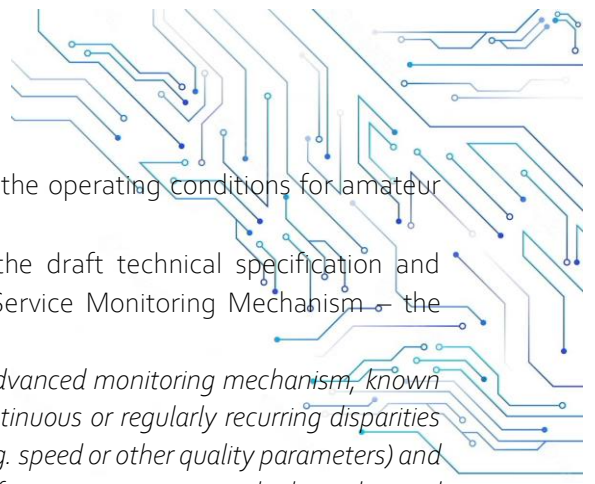 the operating conditions for amateur
the draft technical specification and
Service Monitoring Mechanism – the
dvanced monitoring mechanism, known
tinuous or regularly recurring disparities
g. speed or other quality parameters) and